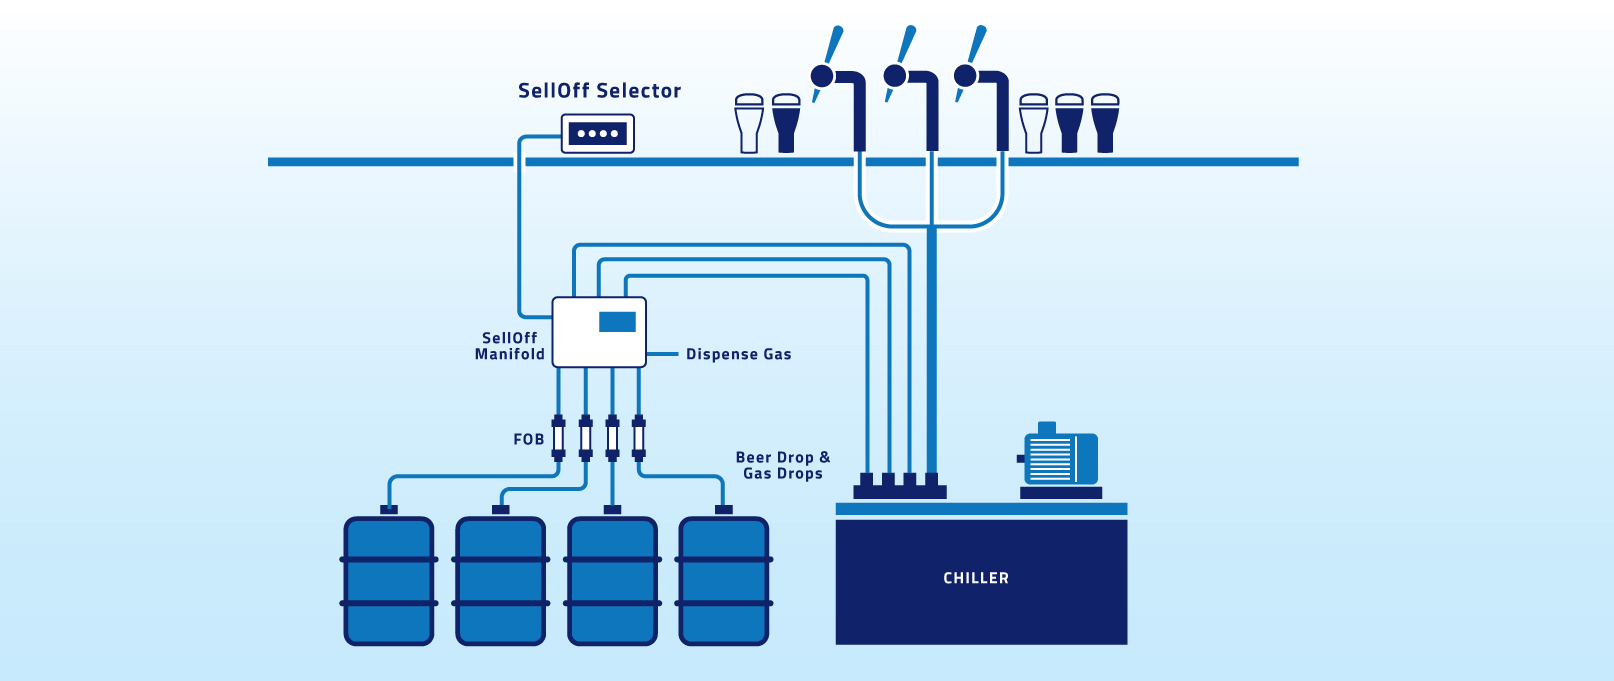 SellOff Selector
SellOff
Manifold
Dispense Gas
FOB
Beer Drop &
Gas Drops
CHILLER